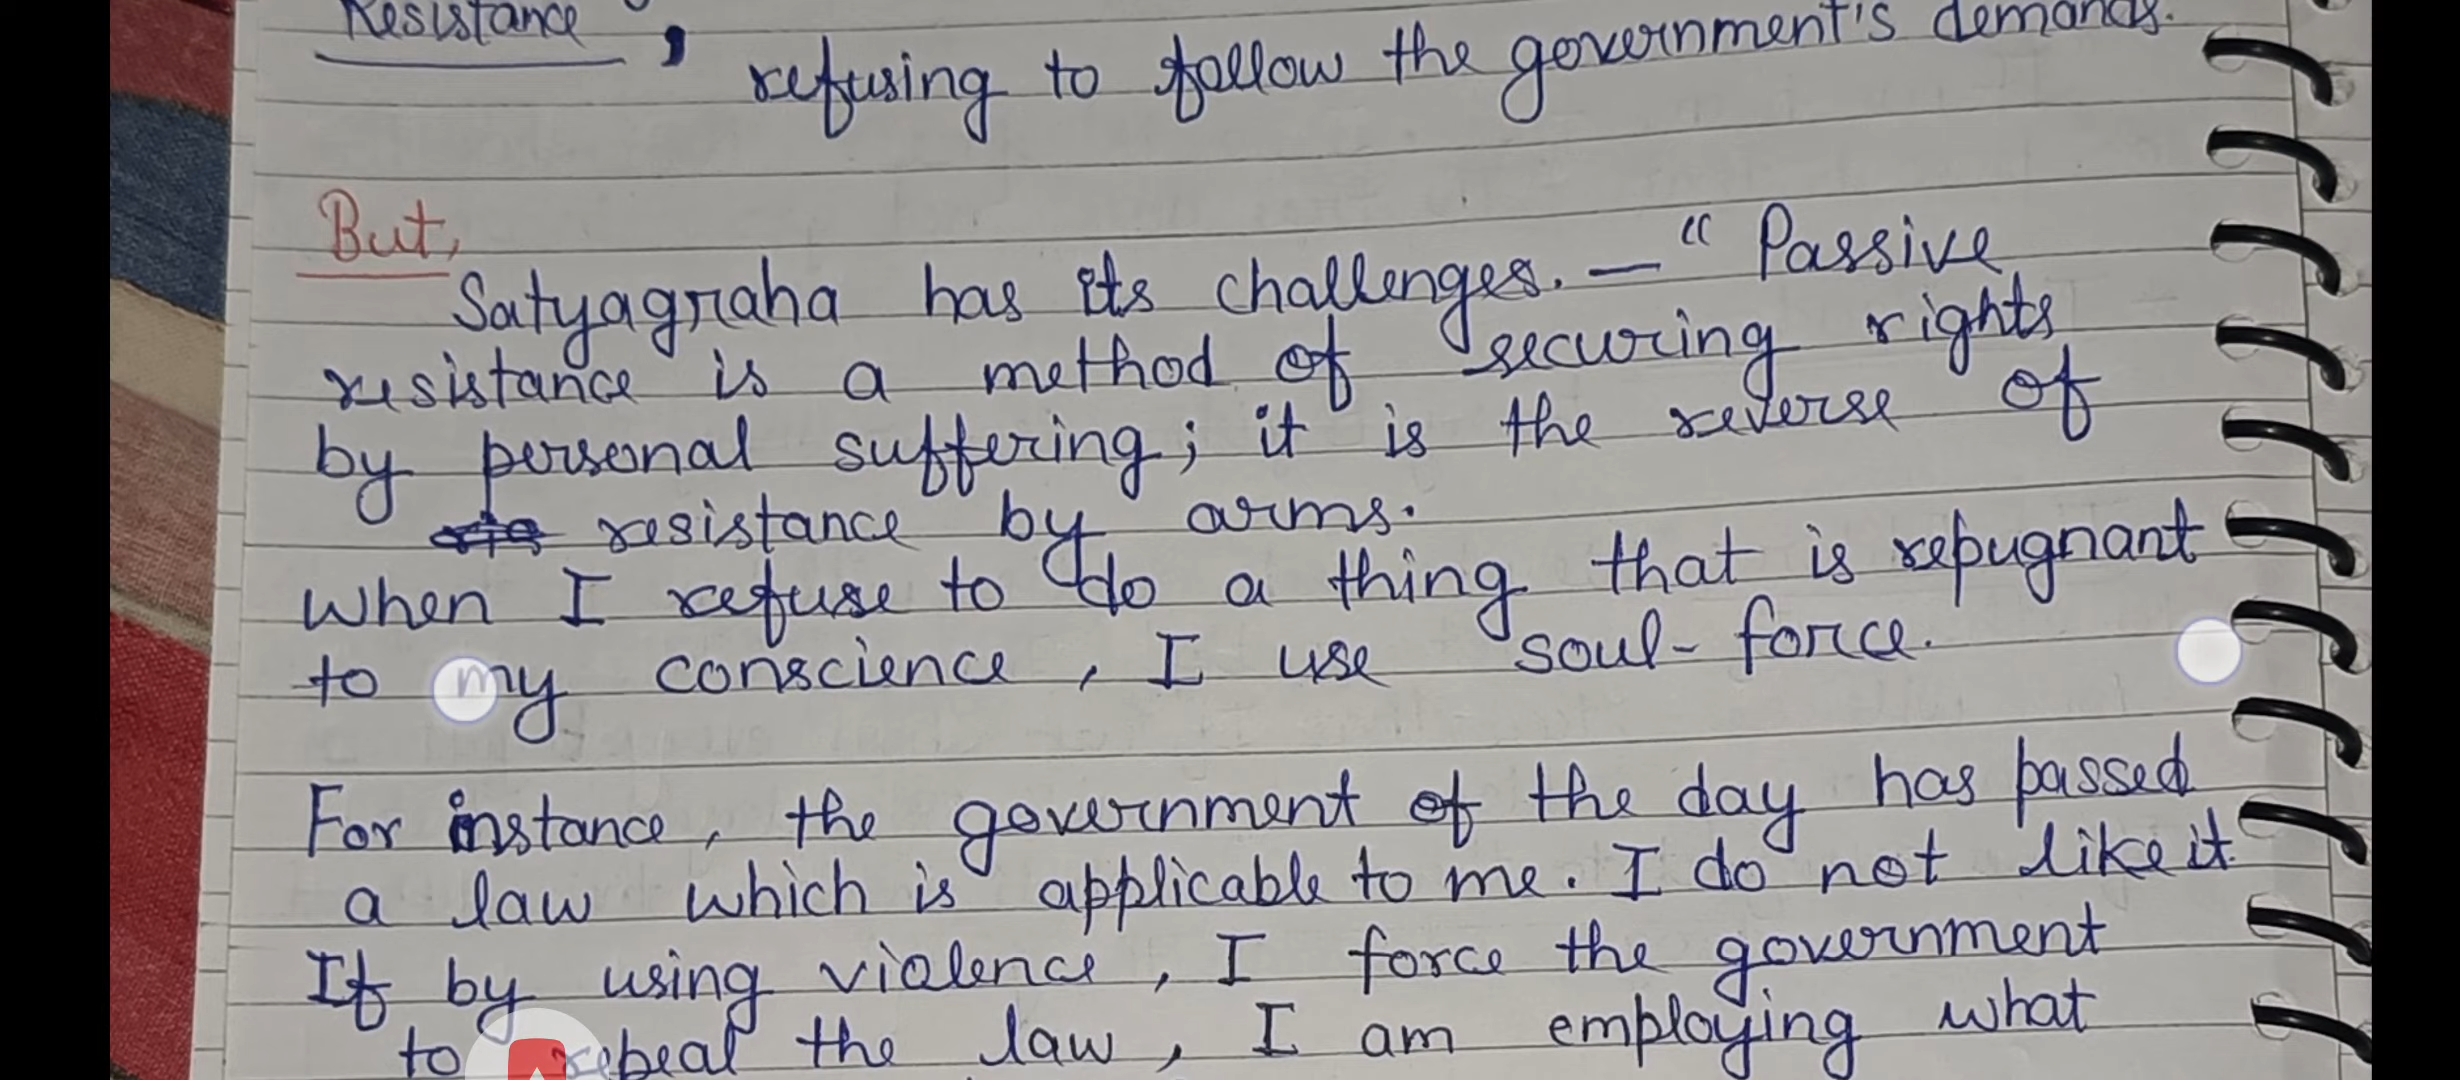 Resistance, refusing to follow the government's demands.
But,
Satyagraha has its challenges. — "Passive
resistance is a method of securing rights
by personal suffering; it is the reverse of
resistance by arms.
When I refuse to do a thing that is repugnant
to my conscience, I use soul-force.
For instance, the government of the day has passed
a law which is applicable to me. I do not like it.
If by using violence, I force the government
to repeal the law, I am employing what